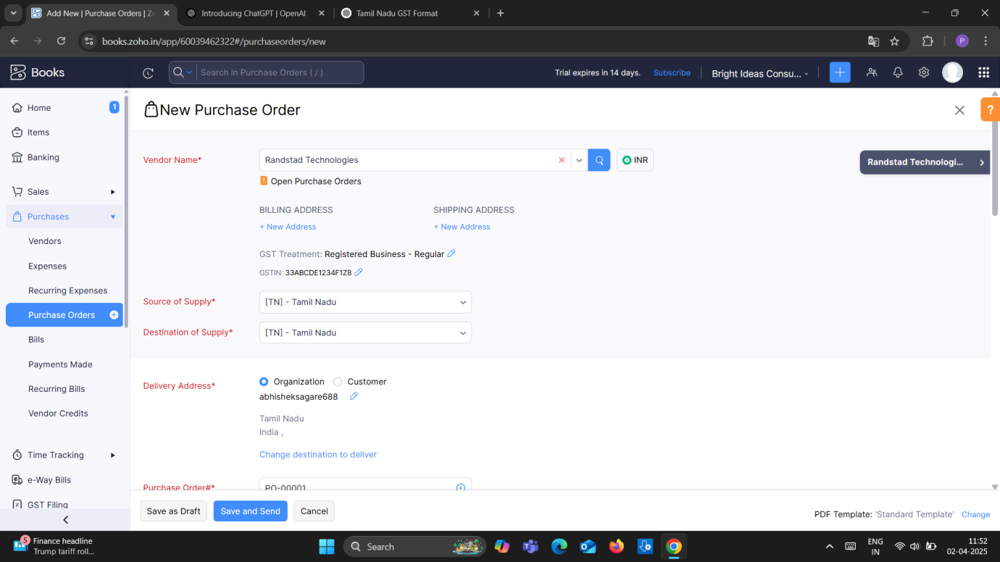 Add New | Purchase Orders | Zo
Introducing ChatGPT | OpenAI
Tamil Nadu GST Format
books.zoho.in/app/60039462322#/purchaseorders/new
P
Books
Search in Purchase Orders ( / )
Trial expires in 14 days.
Subscribe
Bright Ideas Consu...
Home
1
Items
Banking
Sales
Purchases
Vendors
Expenses
Recurring Expenses
Purchase Orders
Bills
Payments Made
Recurring Bills
Vendor Credits
Time Tracking
e-Way Bills
GST Filing
New Purchase Order
?
Vendor Name*
Randstad Technologies
INR
Randstad Technologi...
Open Purchase Orders
BILLING ADDRESS
SHIPPING ADDRESS
+ New Address
+ New Address
GST Treatment: Registered Business - Regular
GSTIN: 33ABCDE1234F1Z8
Source of Supply*
[TN] - Tamil Nadu
Destination of Supply*
[TN] - Tamil Nadu
Delivery Address*
Organization
Customer
abhisheksagare688
Tamil Nadu
India ,
Change destination to deliver
Purchase Order#*
PO-00001
Save as Draft
Save and Send
Cancel
PDF Template: 'Standard Template' Change
5
Finance headline
Trump tariff roll...
Search
ENG
IN
11:52
02-04-2025